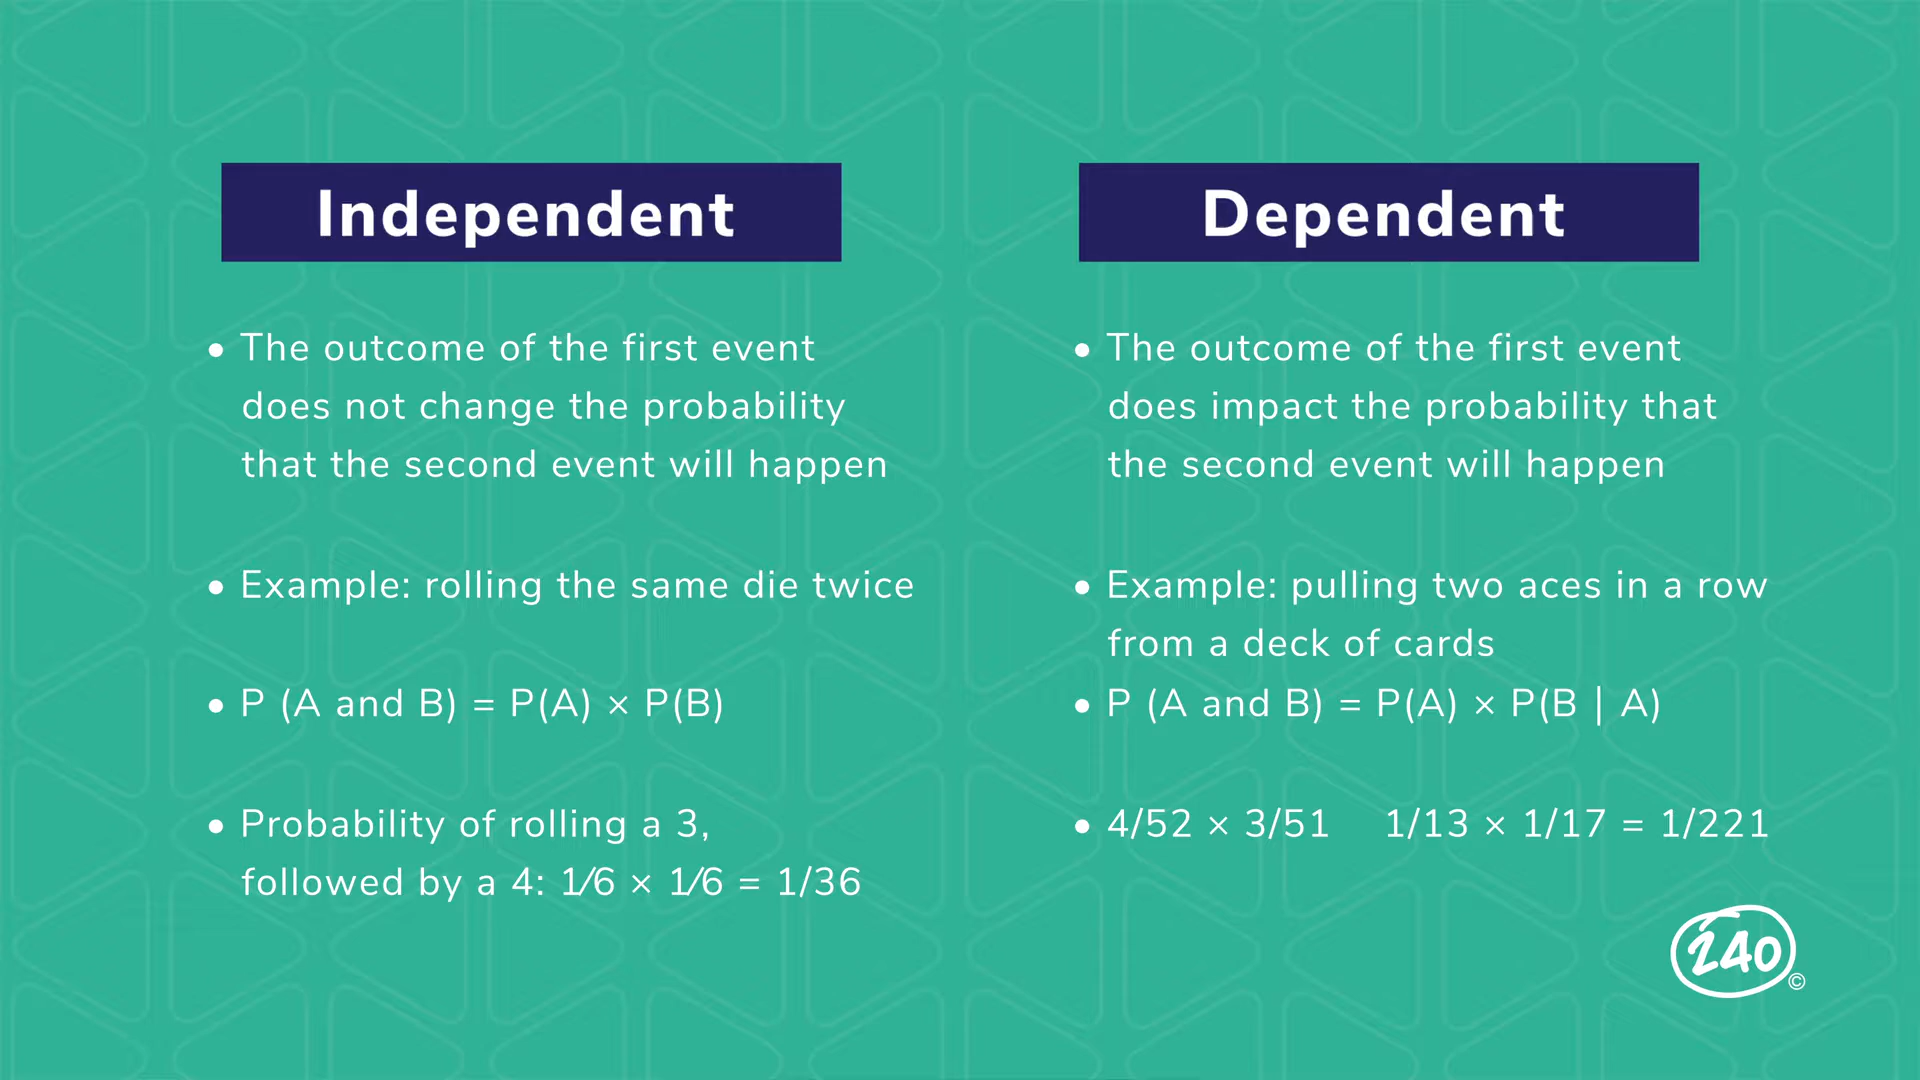 Independent
• The outcome of the first event
does not change the probability
that the second event will happen
• Example: rolling the same die twice
• P (A and B) = P(A) × P(B)
• Probability of rolling a 3,
followed by a 4: 1⁄6 × 1⁄6 = 1/36
Dependent
• The outcome of the first event
does impact the probability that
the second event will happen
• Example: pulling two aces in a row
from a deck of cards
• P (A and B) = P(A) × P(B | A)
• 4/52 × 3/51 1/13 × 1/17 = 1/221
240
©